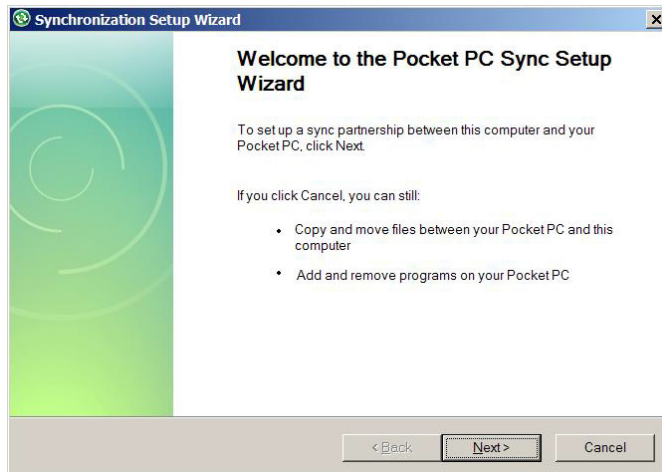 Synchronization Setup Wizard
Welcome to the Pocket PC Sync Setup
Wizard
To set up a sync partnership between this computer and your
Pocket PC, click Next.
If you click Cancel, you can still:
• Copy and move files between your Pocket PC and this
computer
• Add and remove programs on your Pocket PC
< Back Next > Cancel